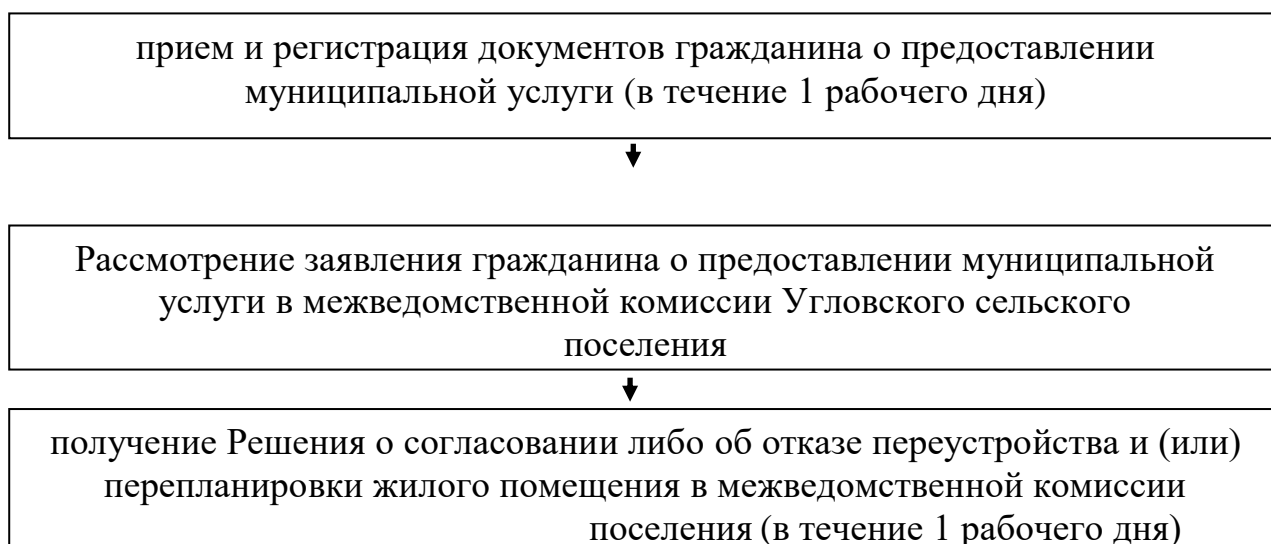 прием и регистрация документов гражданина о предоставлении
муниципальной услуги (в течение 1 рабочего дня)
Рассмотрение заявления гражданина о предоставлении муниципальной
услуги в межведомственной комиссии Угловского сельского
поселения
получение Решения о согласовании либо об отказе переустройства и (или)
перепланировки жилого помещения в межведомственной комиссии
поселения (в течение 1 рабочего дня)